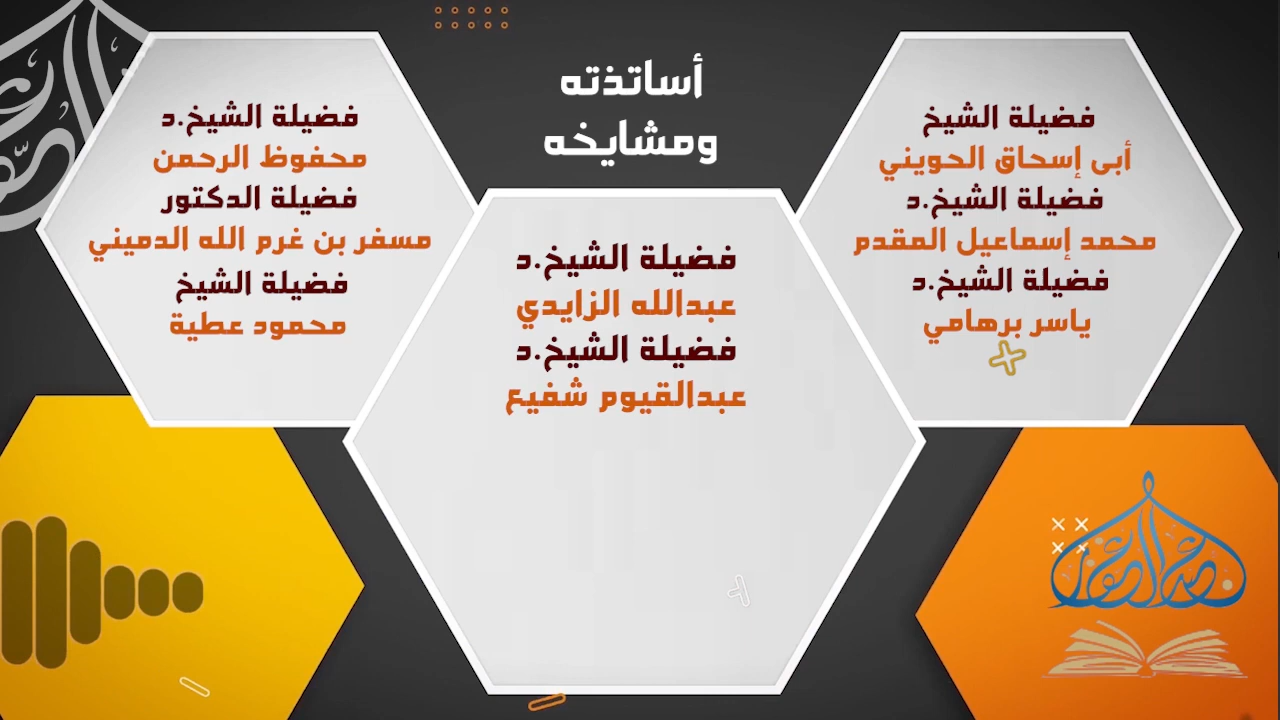 أساتذته
ومشايخه
فضيلة الشيخ
أبى إسحاق الحويني
فضيلة الشيخ.د
محمد إسماعيل المقدم
فضيلة الشيخ.د
ياسر برهامي
فضيلة الشيخ.د
عبدالله الزايدي
فضيلة الشيخ.د
عبدالقيوم شفيع
فضيلة الشيخ.د
محفوظ الرحمن
فضيلة الدكتور
مسفر بن غرم الله الدميني
فضيلة الشيخ
محمود عطية